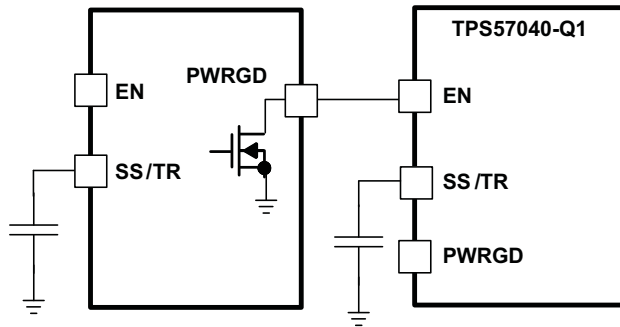 PWRGD
EN
SS/TR
TPS57040-Q1
EN
SS/TR
PWRGD